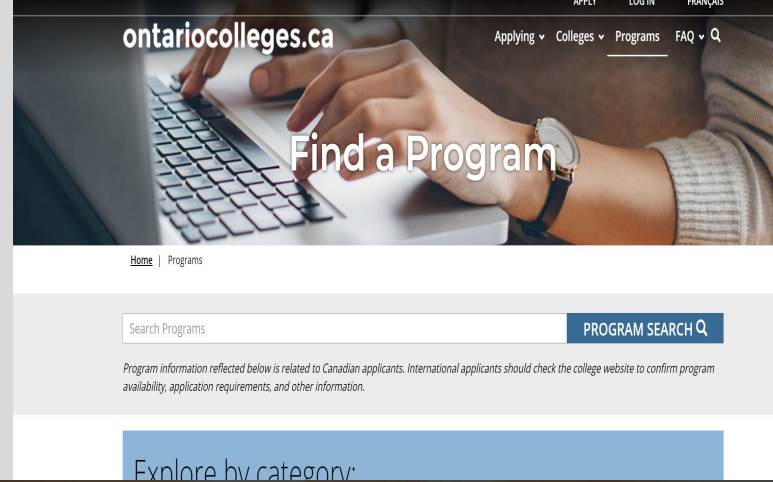 APPLY LOG IN FRANÇAIS
ontariocolleges.ca
Applying Colleges Programs FAQ
Find a Program
Home | Programs
Search Programs
PROGRAM SEARCH
Program information reflected below is related to Canadian applicants. International applicants should check the college website to confirm program
availability, application requirements, and other information.
Explore by category: